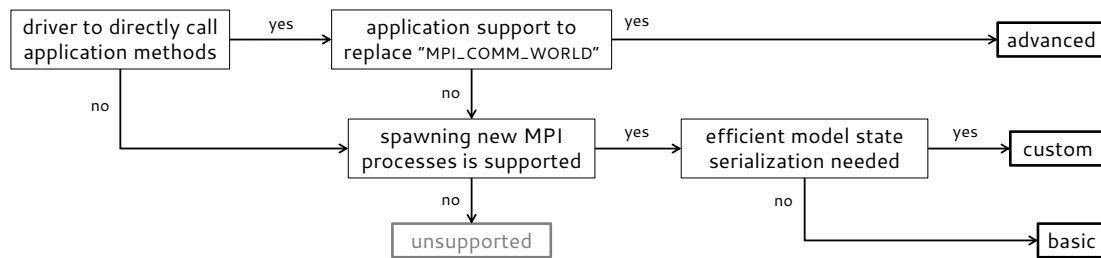 driver to directly call
application methods
yes
application support to
replace "MPI_COMM_WORLD"
yes
advanced
no
no
spawning new MPI
processes is supported
yes
efficient model state
serialization needed
yes
custom
no
no
unsupported
basic